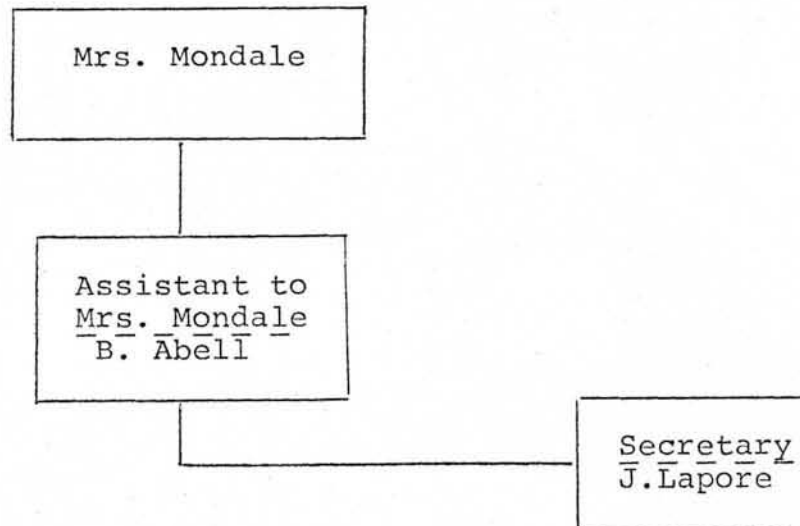 Mrs. Mondale
Assistant to
Mrs. Mondale
B. Abell
Secretary
J.Lapore